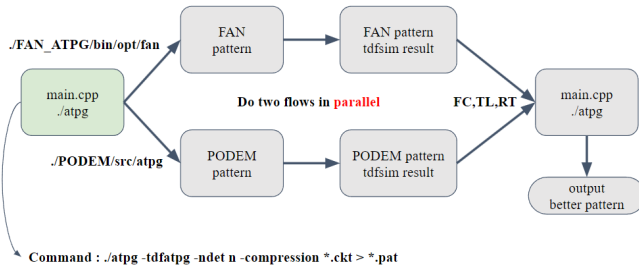 FAN
pattern
FAN pattern
tdfsim result
./FAN_ATPG/bin/opt/fan
main.cpp
./atpg
Do two flows in parallel
FC,TL,RT
main.cpp
./atpg
./PODEM/src/atpg
PODEM
pattern
PODEM pattern
tdfsim result
output
better pattern
Command : ./atpg -tdfatpg -ndet n -compression *.ckt > *.pat